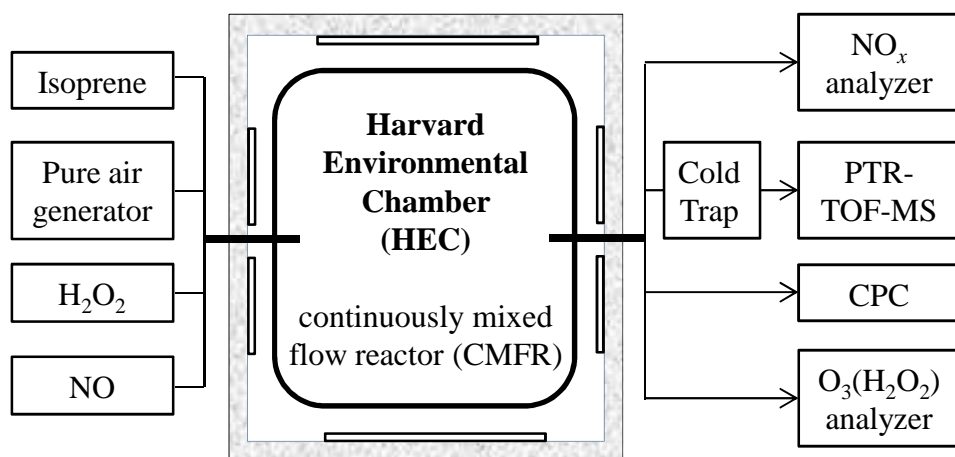 Isoprene
Pure air
generator
H₂O₂
NO
Harvard
Environmental
Chamber
(HEC)
continuously mixed
flow reactor (CMFR)
NOₓ
analyzer
Cold
Trap
PTR-
TOF-MS
CPC
O₃(H₂O₂)
analyzer